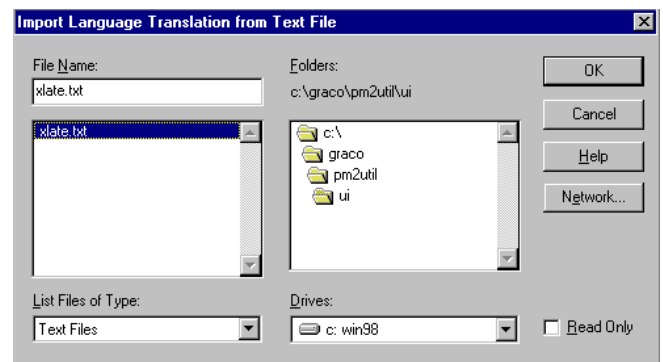 Import Language Translation from Text File
File Name:
xlate.txt
xlate.txt
List Files of Type:
Text Files
Folders:
c:\graco\pm2util\ui
c:\
graco
pm2util
ui
Drives:
c: win98
OK
Cancel
Help
Network...
Read Only